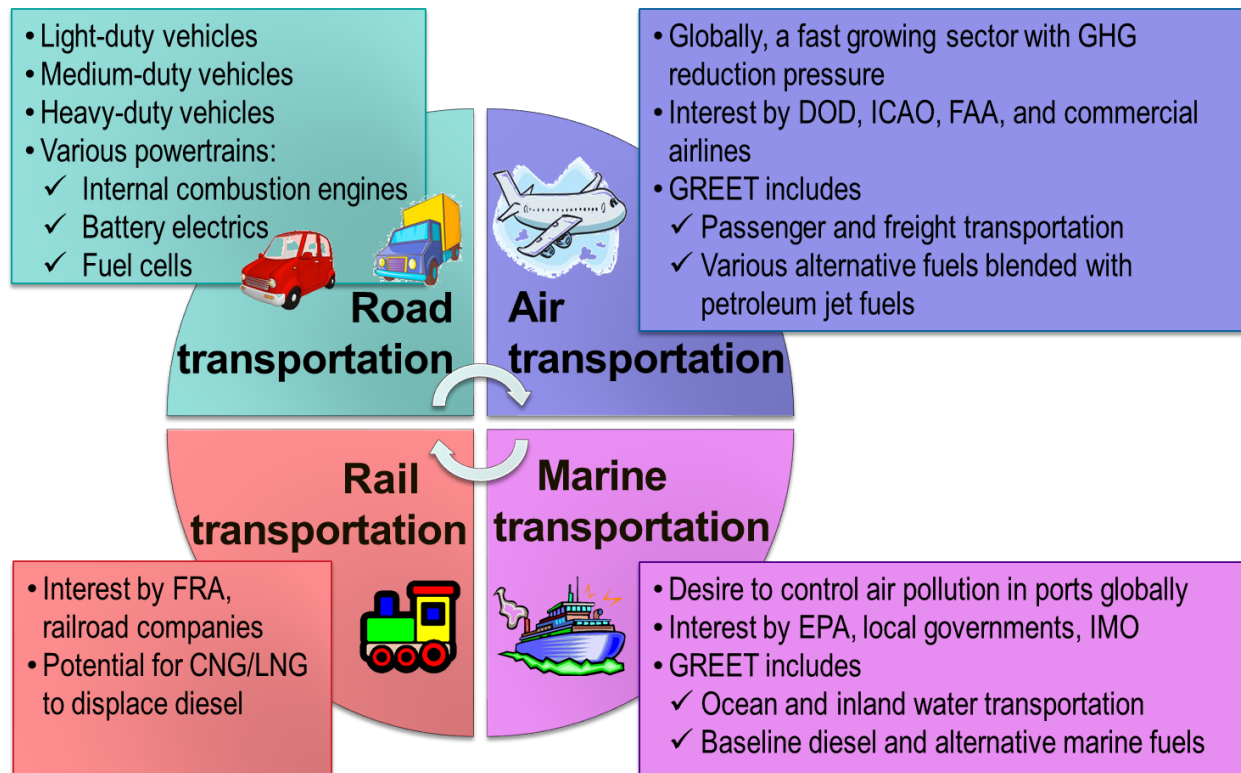 • Light-duty vehicles
• Medium-duty vehicles
• Heavy-duty vehicles
• Various powertrains:
✓ Internal combustion engines
✓ Battery electrics
✓ Fuel cells
Road
transportation
• Globally, a fast growing sector with GHG
reduction pressure
• Interest by DOD, ICAO, FAA, and commercial
airlines
• GREET includes
✓ Passenger and freight transportation
✓ Various alternative fuels blended with
petroleum jet fuels
Air
transportation
Rail
transportation
• Interest by FRA,
railroad companies
• Potential for CNG/LNG
to displace diesel
Marine
transportation
• Desire to control air pollution in ports globally
• Interest by EPA, local governments, IMO
• GREET includes
✓ Ocean and inland water transportation
✓ Baseline diesel and alternative marine fuels